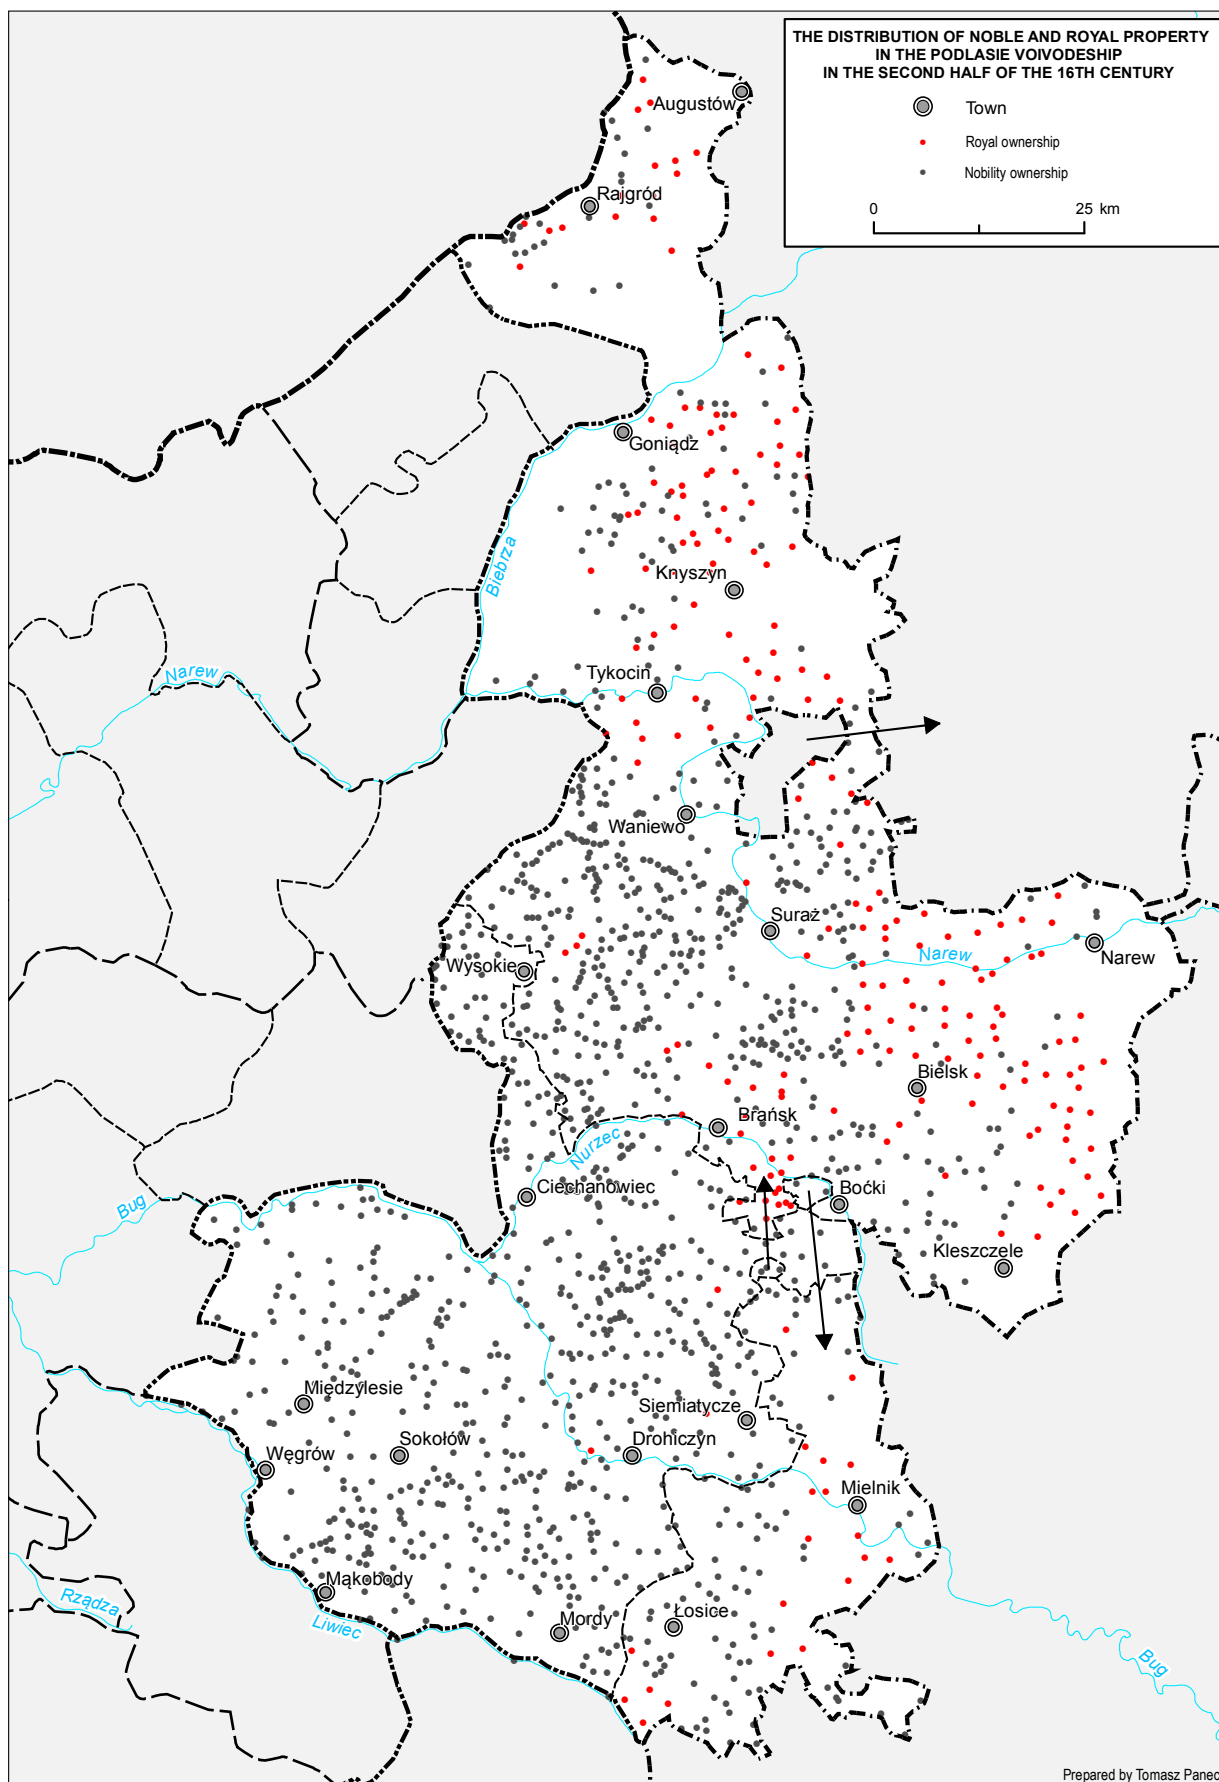 THE DISTRIBUTION OF NOBLE AND ROYAL PROPERTY
IN THE PODLASIE VOIVODESHIP
IN THE SECOND HALF OF THE 16TH CENTURY
Town
Royal ownership
Nobility ownership
0 25 km
Augustów
Rajgród
Goniądz
Biebrza
Knyszyn
Narew
Tykocin
Waniewo
Suraż
Narew
Narew
Wysokie
Bielsk
Brańsk
Nurzec
Ciechanowiec
Boćki
Bug
Kleszczele
Międzylesie
Siemiatycze
Sokołów
Drohiczyn
Węgrów
Mielnik
Mąkobody
Rządza
Liwiec
Mordy
Łosice
Bug
Prepared by Tomasz Panecki